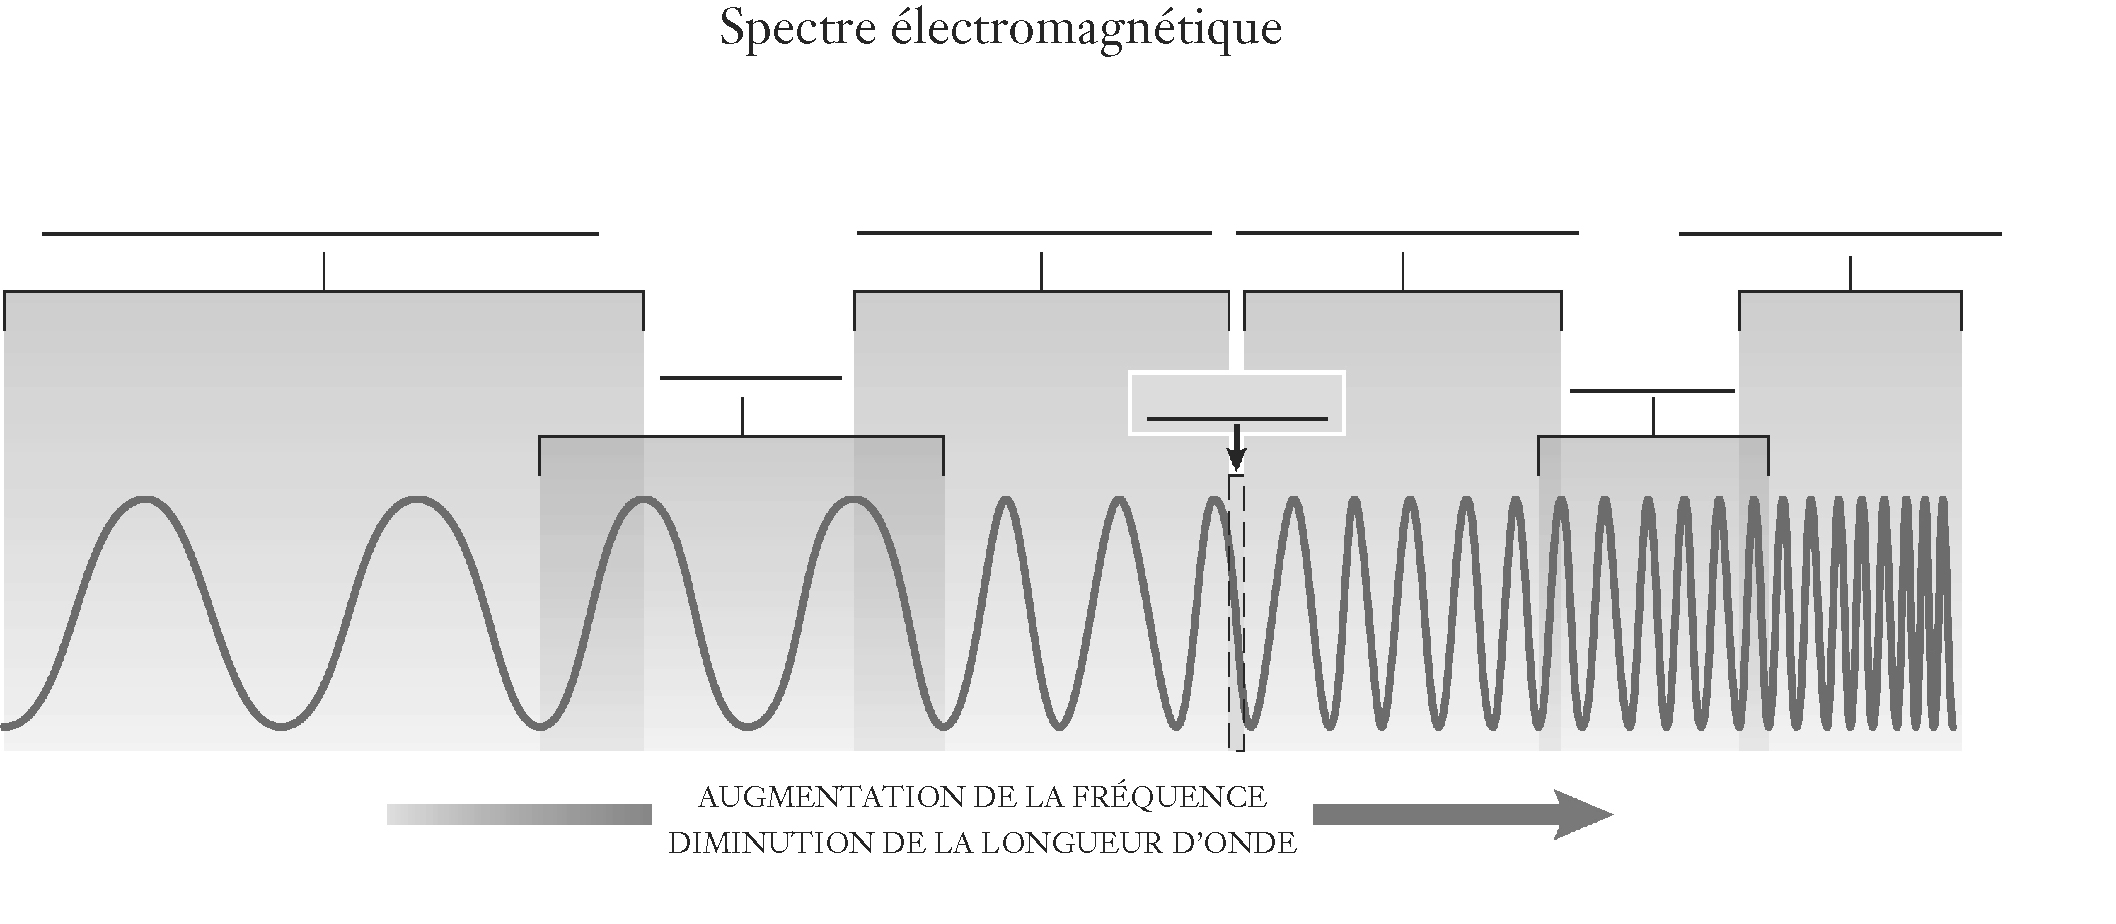 Spectre électromagnétique
AUGMENTATION DE LA FRÉQUENCE
DIMINUTION DE LA LONGUEUR D’ONDE